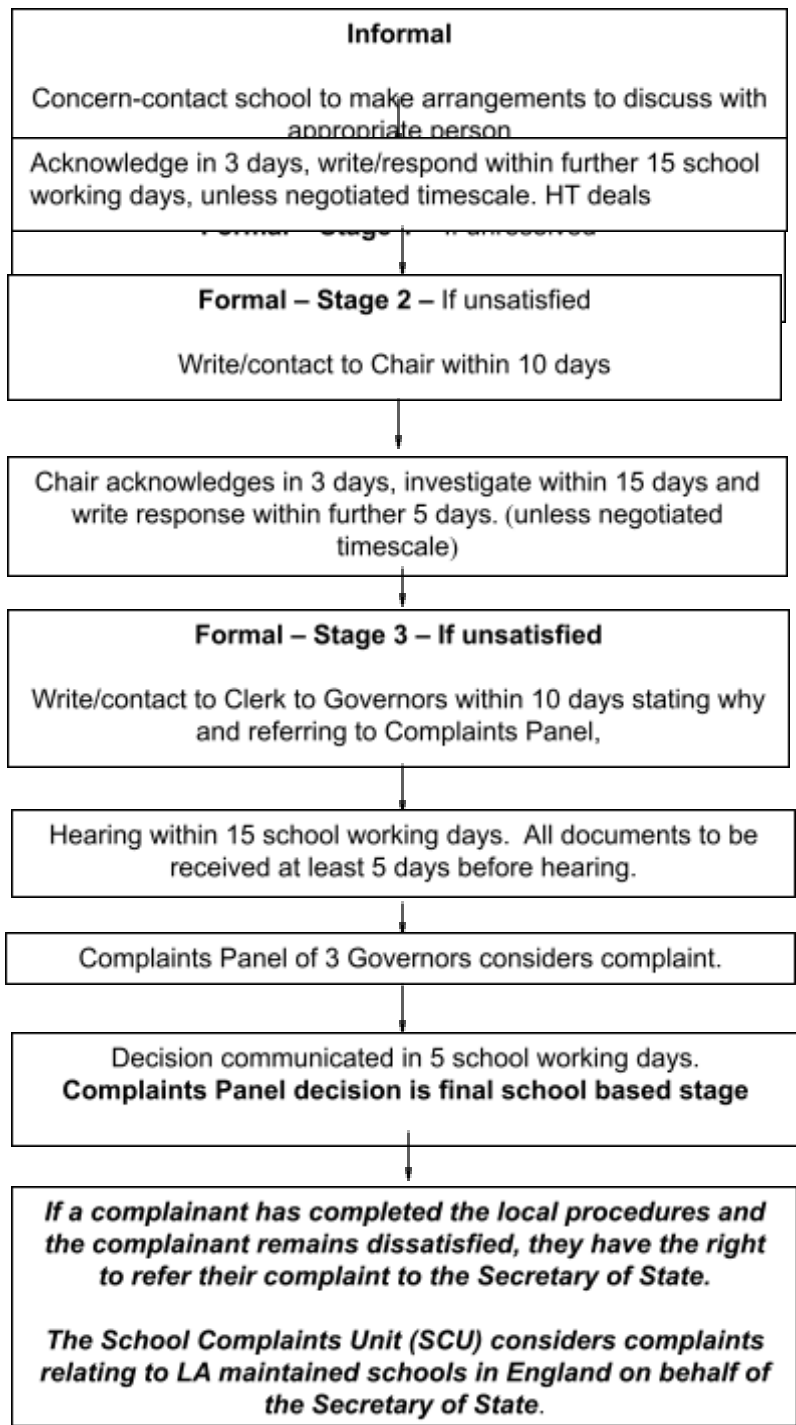 Informal
Concern-contact school to make arrangements to discuss with
appropriate person
Acknowledge in 3 days, write/respond within further 15 school
working days, unless negotiated timescale. HT deals
Formal – Stage – If unresolved
Formal – Stage 2 – If unsatisfied
Write/contact to Chair within 10 days
Chair acknowledges in 3 days, investigate within 15 days and
write response within further 5 days. (unless negotiated
timescale)
Formal – Stage 3 – If unsatisfied
Write/contact to Clerk to Governors within 10 days stating why
and referring to Complaints Panel,
Hearing within 15 school working days. All documents to be
received at least 5 days before hearing.
Complaints Panel of 3 Governors considers complaint.
Decision communicated in 5 school working days.
Complaints Panel decision is final school based stage
If a complainant has completed the local procedures and
the complainant remains dissatisfied, they have the right
to refer their complaint to the Secretary of State.
The School Complaints Unit (SCU) considers complaints
relating to LA maintained schools in England on behalf of
the Secretary of State.